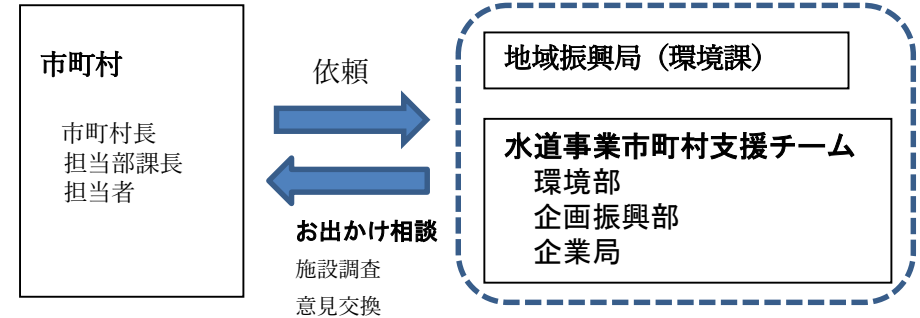 市町村
市町村長
担当部課長
担当者
依頼
お出かけ相談
施設調査
意見交換
地域振興局（環境課）
水道事業市町村支援チーム
環境部
企画振興部
企業局